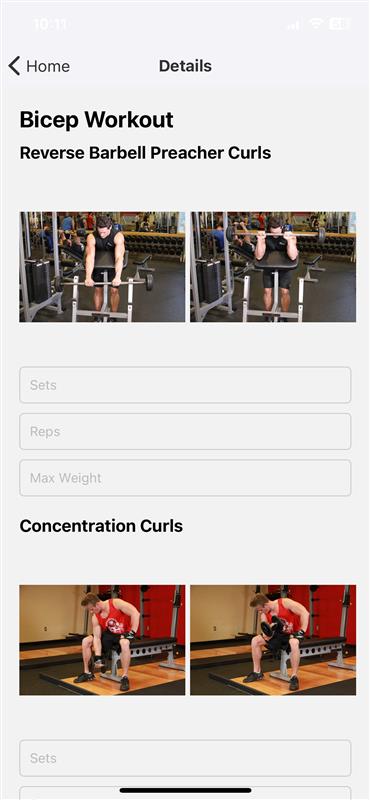 10:11
Home
Details
Bicep Workout
Reverse Barbell Preacher Curls
Sets
Reps
Max Weight
Concentration Curls
Sets